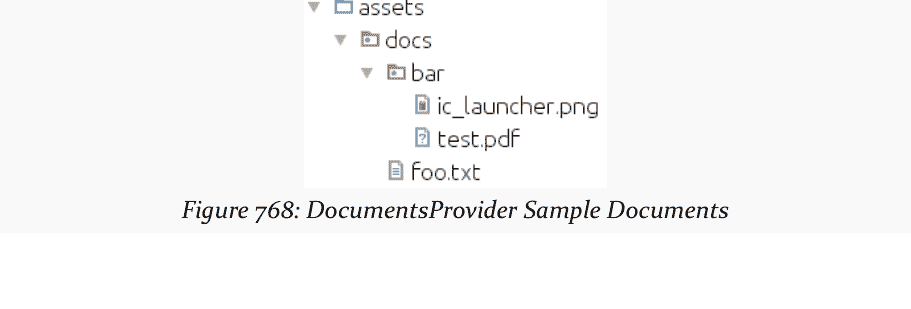 assets
docs
bar
ic_launcher.png
test.pdf
foo.txt
Figure 768: DocumentsProvider Sample Documents